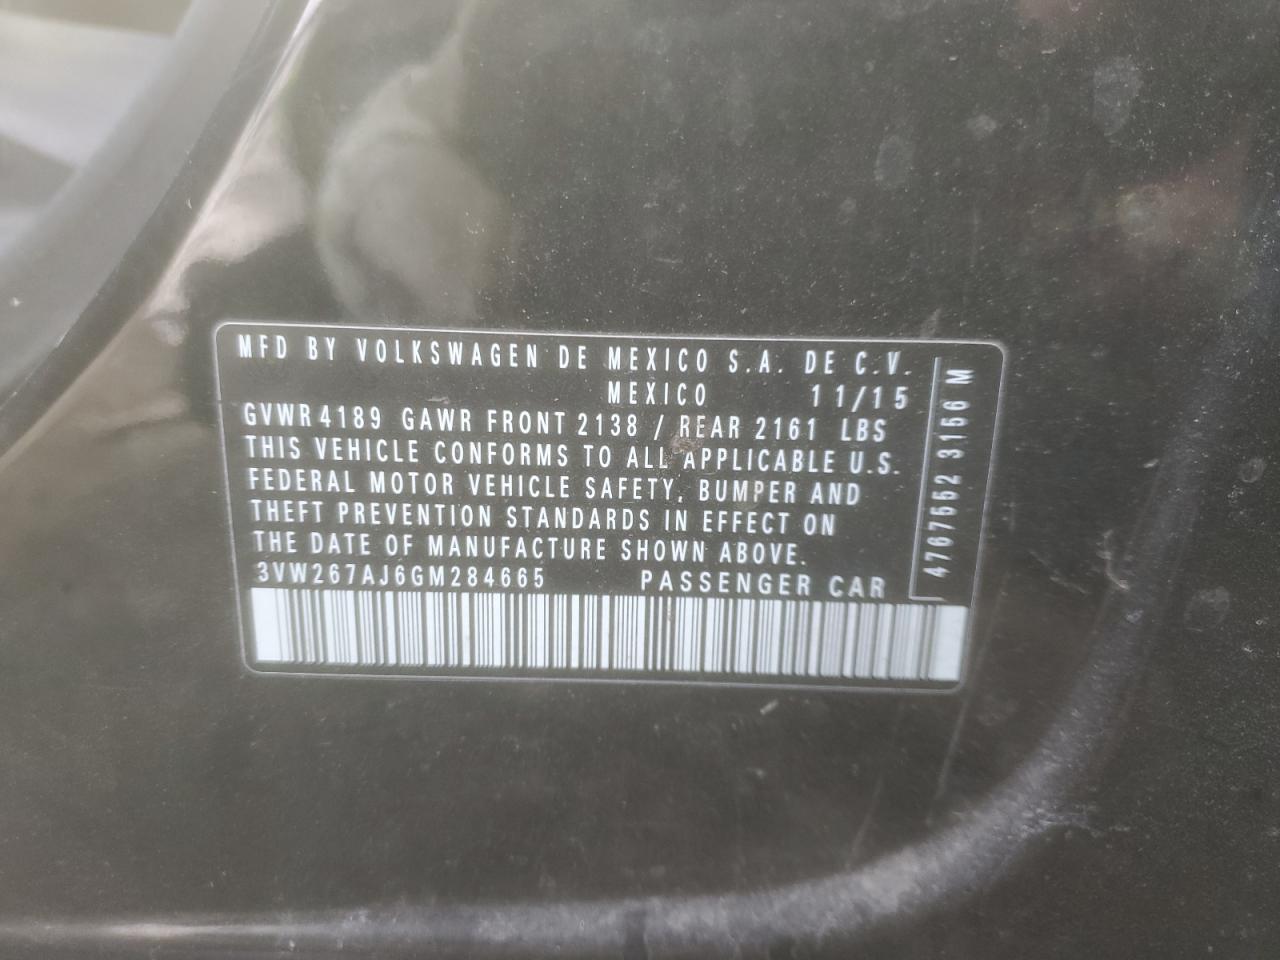 MFD BY VOLKSWAGEN DE MEXICO S.A. DE C.V.
MEXICO 11/15
GVWR 4189 GAWR FRONT 2138 / REAR 2161 LBS
THIS VEHICLE CONFORMS TO ALL APPLICABLE U.S.
FEDERAL MOTOR VEHICLE SAFETY, BUMPER AND
THEFT PREVENTION STANDARDS IN EFFECT ON
THE DATE OF MANUFACTURE SHOWN ABOVE.
3VW267AJ6GM284665 PASSENGER CAR
4767552 3156 M